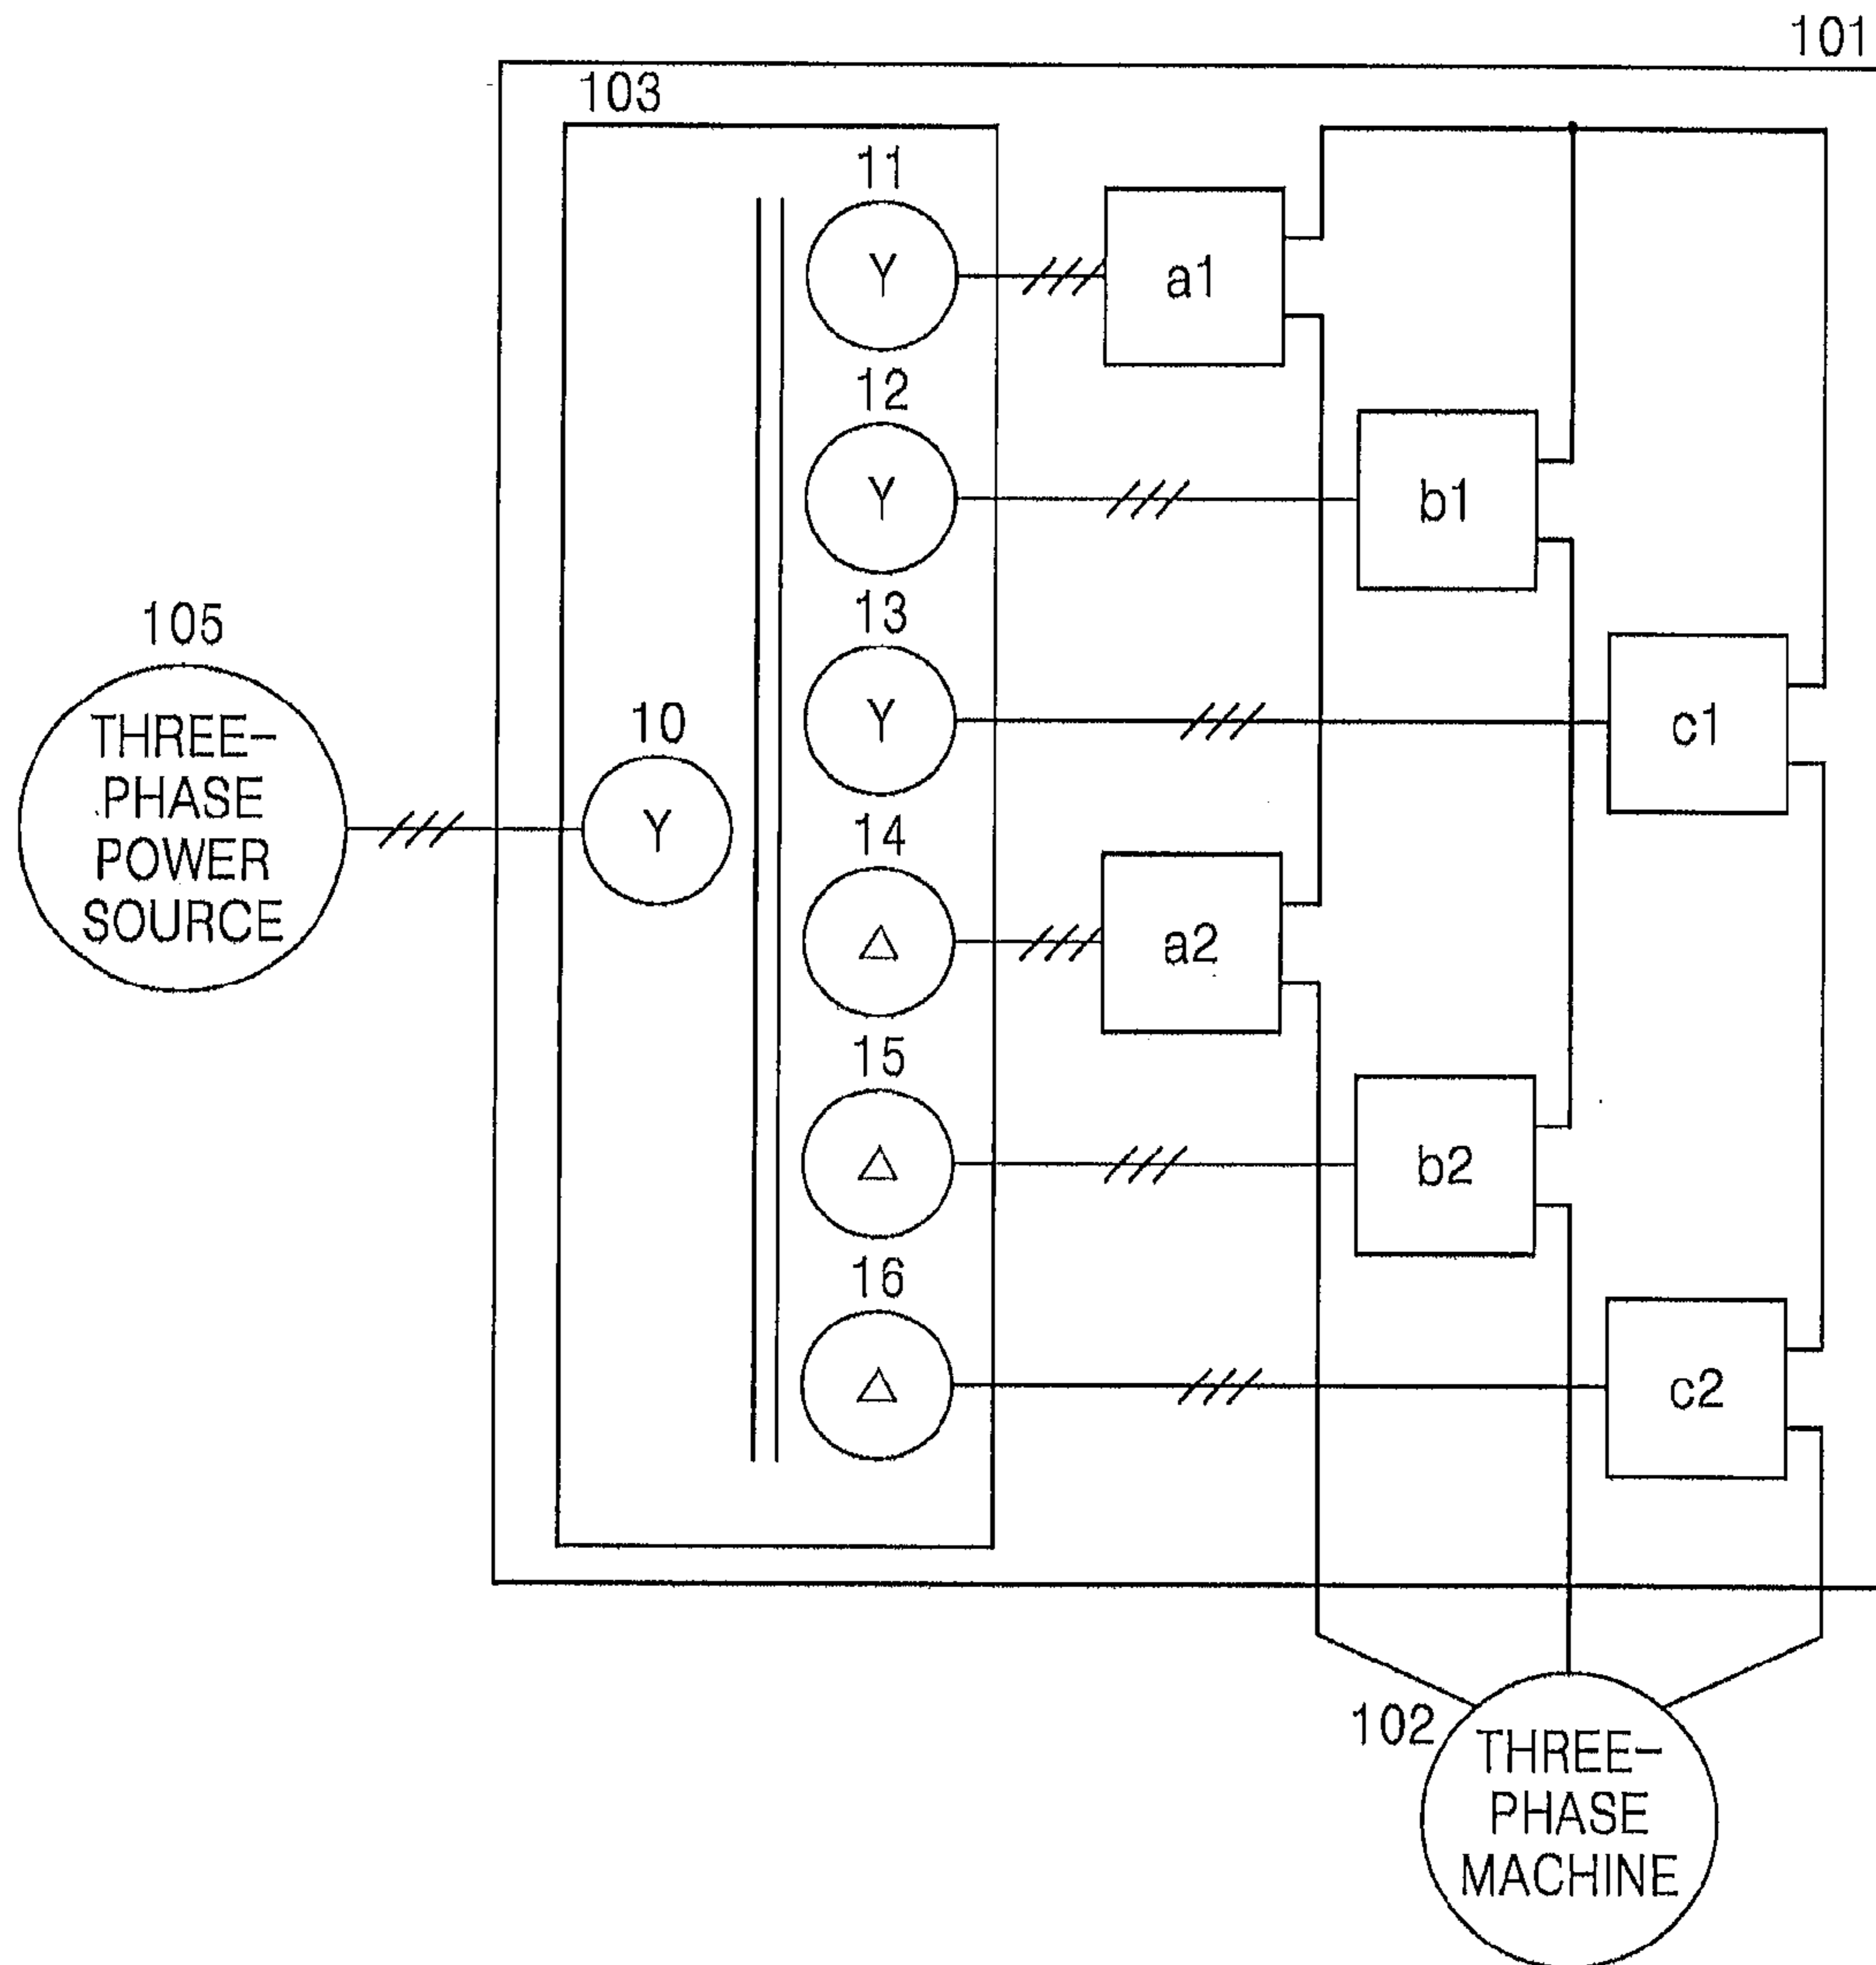 101
103
11
Y
a1
12
Y
b1
13
Y
c1
105
THREE-
PHASE
POWER
SOURCE
10
Y
14
△
a2
15
△
b2
16
△
c2
102
THREE-
PHASE
MACHINE